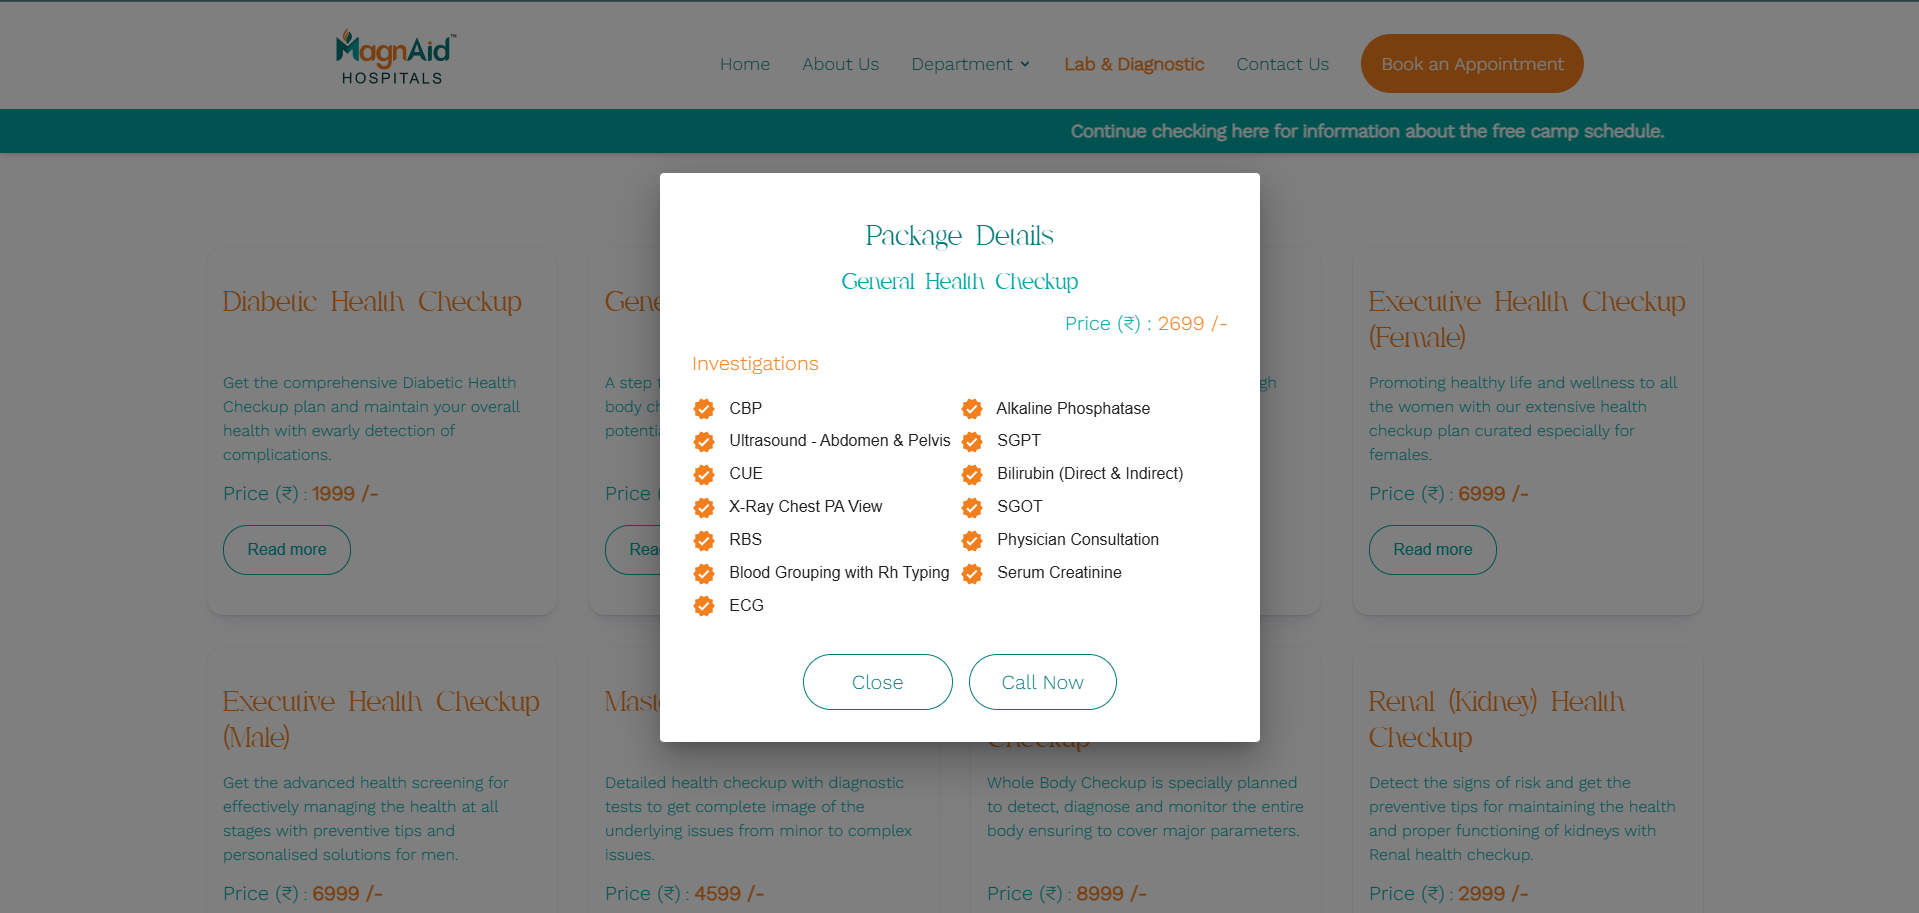 MagnAid™
HOSPITALS
Home
About Us
Department
Lab & Diagnostic
Contact Us
Book an Appointment
Continue checking here for information about the free camp schedule.
Package Details
General Health Checkup
Price (₹) : 2699 /-
Investigations
CBP
Ultrasound - Abdomen & Pelvis
CUE
X-Ray Chest PA View
RBS
Blood Grouping with Rh Typing
ECG
Alkaline Phosphatase
SGPT
Bilirubin (Direct & Indirect)
SGOT
Physician Consultation
Serum Creatinine
Close
Call Now
Diabetic Health Checkup
Get the comprehensive Diabetic Health
Checkup plan and maintain your overall
health with ewarly detection of
complications.
Price (₹) : 1999 /-
Read more
A step
body
Price
Executive Health Checkup
(Female)
Promoting healthy life and wellness to all
the women with our extensive health
checkup plan curated especially for
females.
Price (₹) : 6999 /-
Read more
Executive Health Checkup
(Male)
Get the advanced health screening for
effectively managing the health at all
stages with preventive tips and
personalised solutions for men.
Price (₹) : 6999 /-
Detailed health checkup with diagnostic
tests to get complete image of the
underlying issues from minor to complex
issues.
Price (₹) : 4599 /-
Checkup
Whole Body Checkup is specially planned
to detect, diagnose and monitor the entire
body ensuring to cover major parameters.
Price (₹) : 8999 /-
Renal (Kidney) Health
Checkup
Detect the signs of risk and get the
preventive tips for maintaining the health
and proper functioning of kidneys with
Renal health checkup.
Price (₹) : 2999 /-